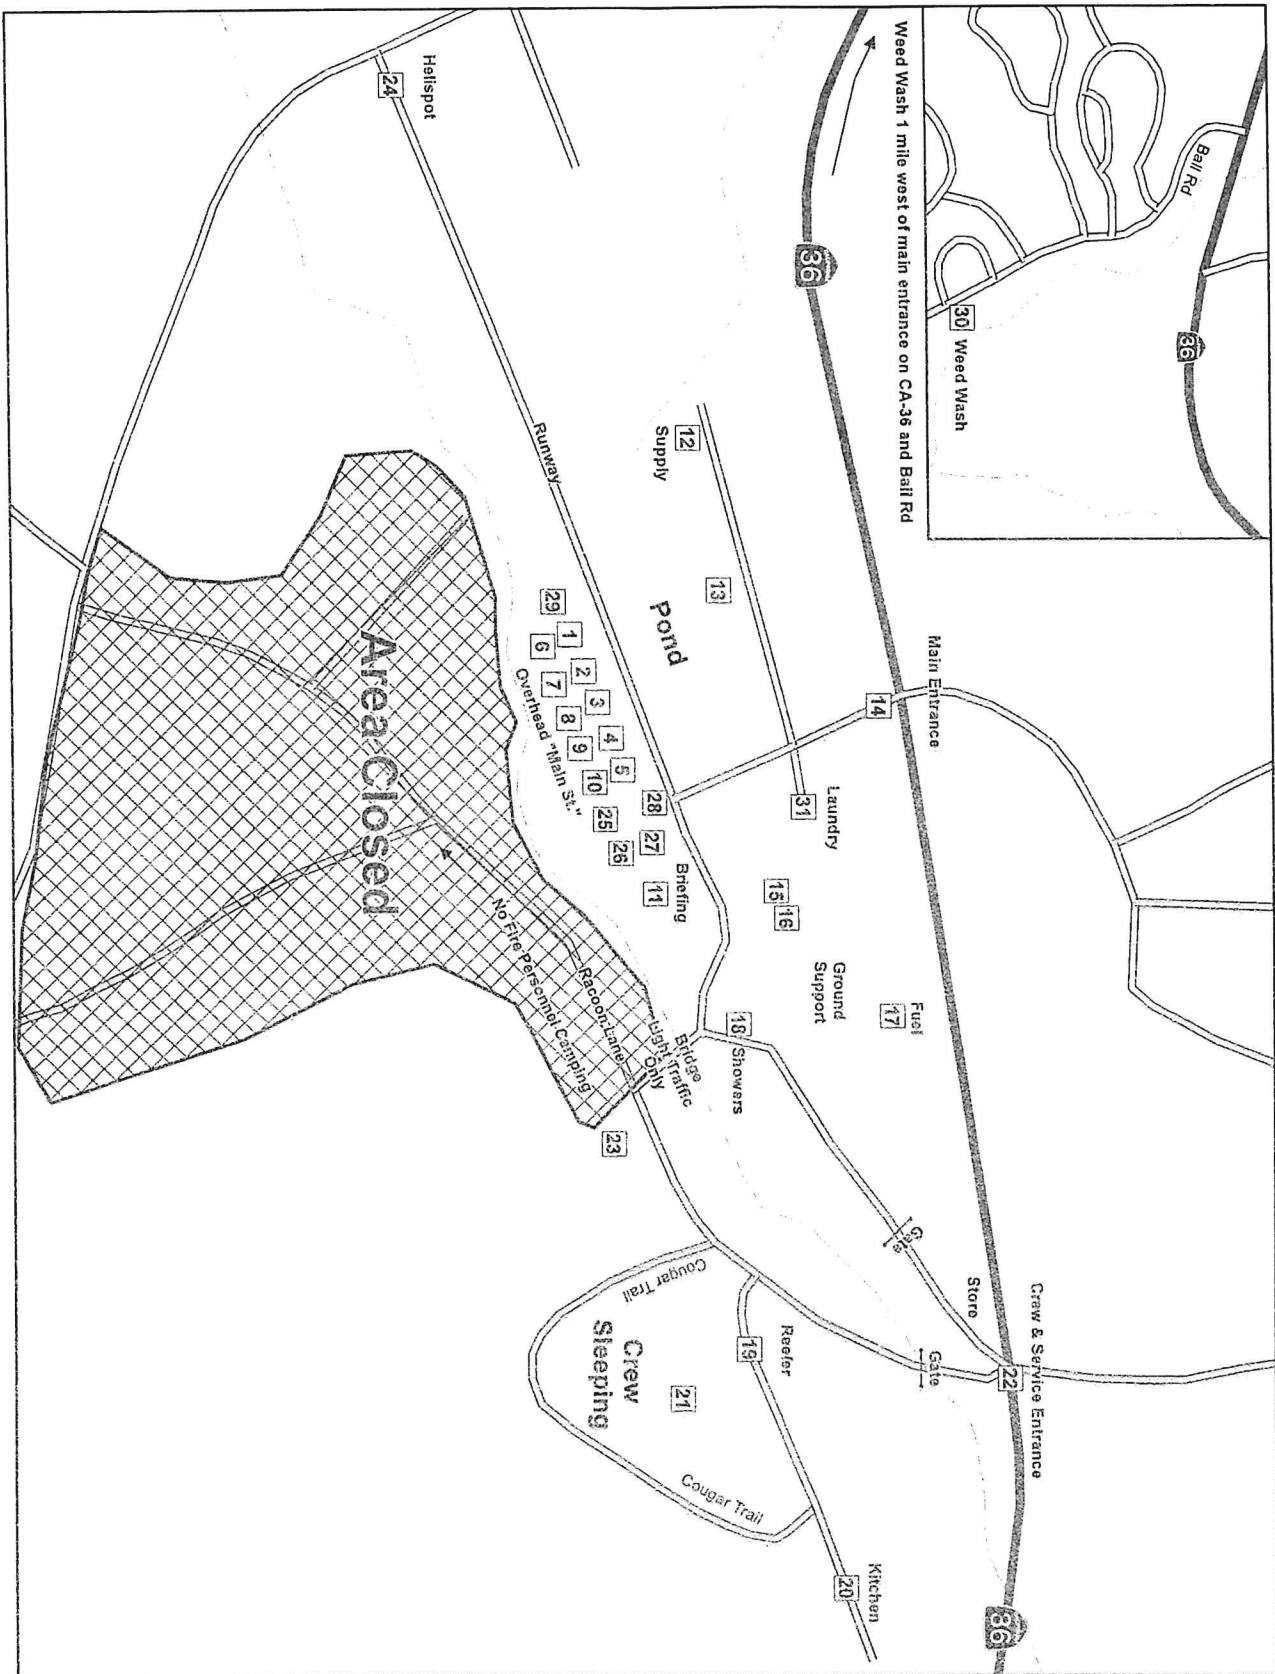 36
Ball Rd
30 Weed Wash
Weed Wash 1 mile west of main entrance on CA-36 and Ball Rd
Crew & Service Entrance
22
36
Main Entrance
14
36
Store
Gate
Gate
Fuel
17
Kitchen
20
Ground
Support
Laundry
31
15
16
Reefer
19
18 Showers
13
Pond
12
Supply
Cougar Trail
Cougar Trail
21
Crew
Sleeping
Bridge
Light Traffic
Only
Briefing
11
28
27
26
25
5
4
3
2
1
10
9
8
7
6
29
Overhead "Main St."
Runway
23
Racoon Lane
No Fire Personnel Camping
Helispot
24
Area Closed